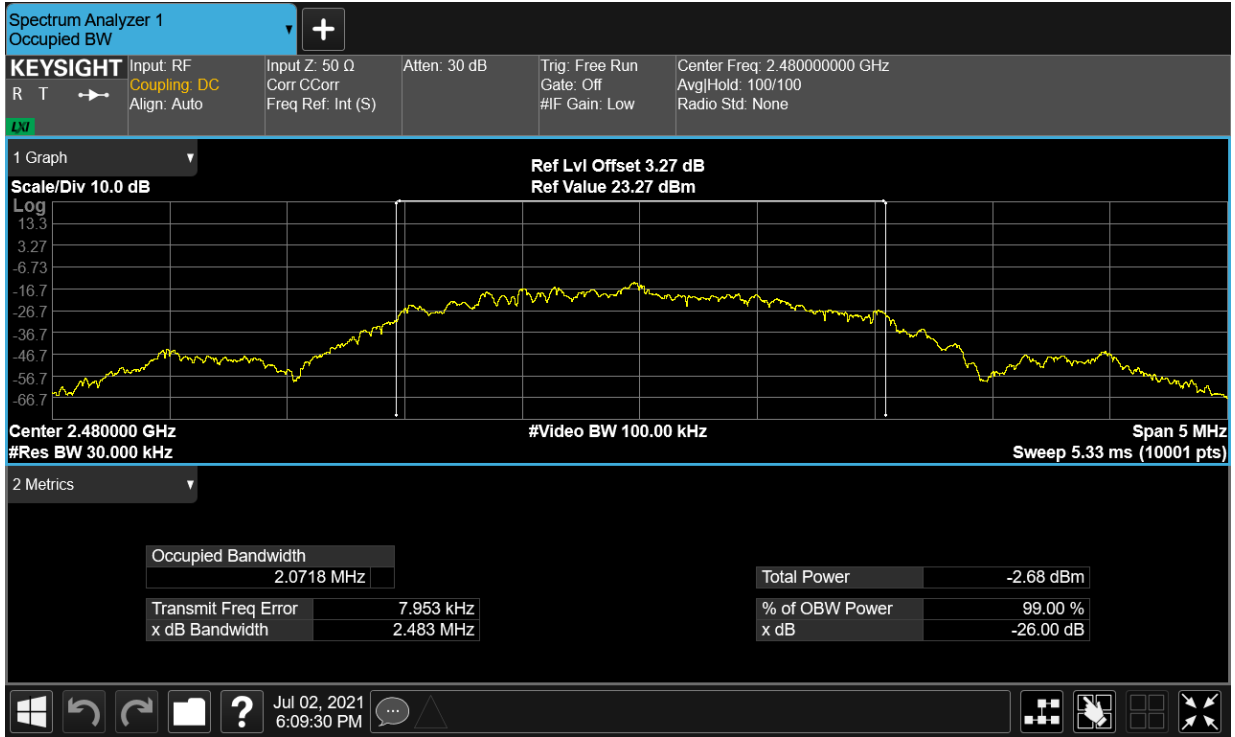 Spectrum Analyzer 1
Occupied BW
▼
+
KEYSIGHT
R T
LXI
Input: RF
Coupling: DC
Align: Auto
Input Z: 50 Ω
Corr CCorr
Freq Ref: Int (S)
Atten: 30 dB
Trig: Free Run
Gate: Off
#IF Gain: Low
Center Freq: 2.480000000 GHz
Avg|Hold: 100/100
Radio Std: None
1 Graph ▼
Ref Lvl Offset 3.27 dB
Scale/Div 10.0 dB Ref Value 23.27 dBm
Log
13.3
3.27
-6.73
-16.7
-26.7
-36.7
-46.7
-56.7
-66.7
Center 2.480000 GHz #Video BW 100.00 kHz Span 5 MHz
#Res BW 30.000 kHz Sweep 5.33 ms (10001 pts)
2 Metrics ▼
Occupied Bandwidth
2.0718 MHz
Total Power -2.68 dBm
Transmit Freq Error 7.953 kHz % of OBW Power 99.00 %
x dB Bandwidth 2.483 MHz x dB -26.00 dB
?
Jul 02, 2021
6:09:30 PM